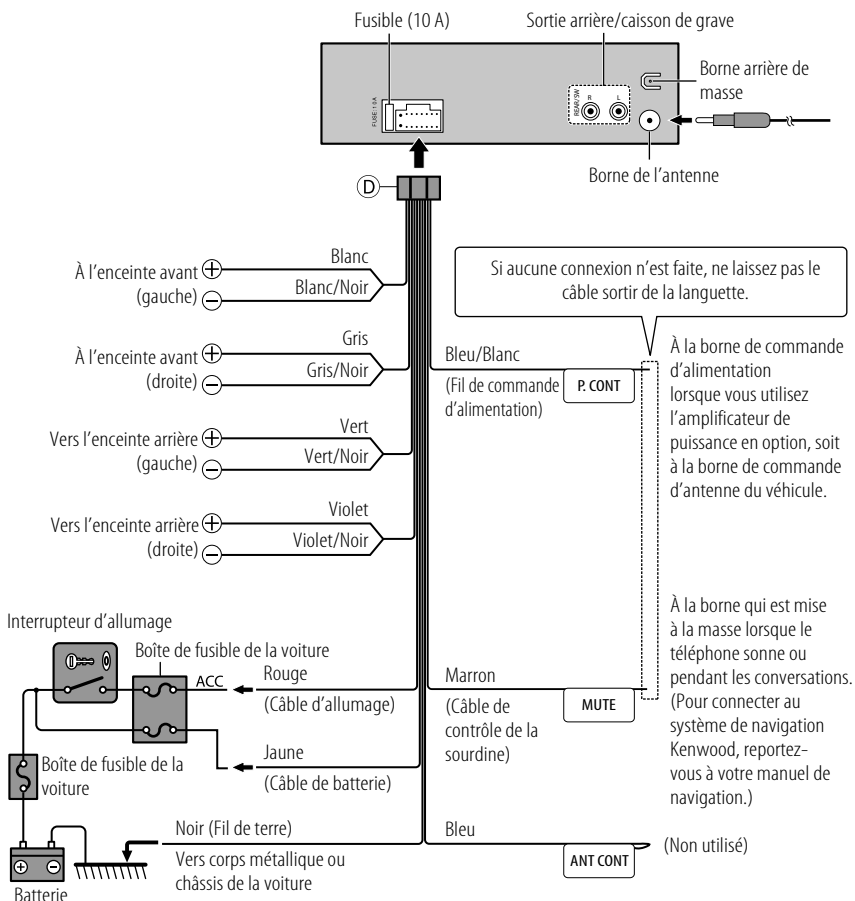 Fusible (10 A)
Sortie arrière/caisson de grave
Borne arrière de
masse
FUSE:10A
REAR/SW
R
L
Borne de l’antenne
D
À l’enceinte avant
(gauche)
Blanc
Blanc/Noir
Si aucune connexion n’est faite, ne laissez pas le
câble sortir de la languette.
À l’enceinte avant
(droite)
Gris
Gris/Noir
Bleu/Blanc
(Fil de commande
d’alimentation)
P. CONT
À la borne de commande
d’alimentation
lorsque vous utilisez
l’amplificateur de
puissance en option, soit
à la borne de commande
d’antenne du véhicule.
Vers l’enceinte arrière
(gauche)
Vert
Vert/Noir
Vers l’enceinte arrière
(droite)
Violet
Violet/Noir
Interrupteur d’allumage
Boîte de fusible de la voiture
ACC
Rouge
(Câble d’allumage)
Marron
(Câble de
contrôle de la
sourdine)
MUTE
À la borne qui est mise
à la masse lorsque le
téléphone sonne ou
pendant les conversations.
(Pour connecter au
système de navigation
Kenwood, reportez-
vous à votre manuel de
navigation.)
Jaune
(Câble de batterie)
Boîte de fusible de la
voiture
Noir (Fil de terre)
Vers corps métallique ou
châssis de la voiture
Bleu
ANT CONT
(Non utilisé)
Batterie